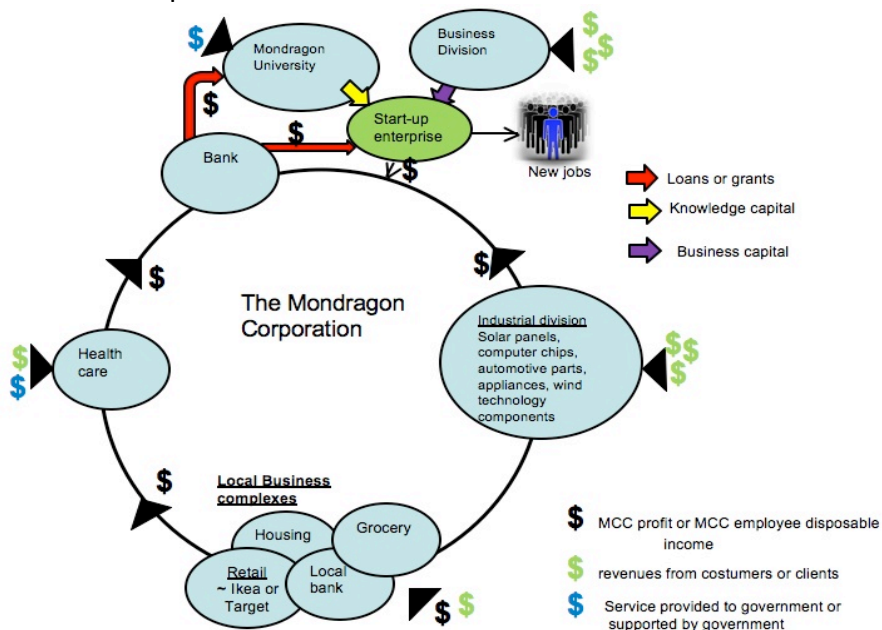 $
Mondragon
University
Business
Division
$
$
$
$
Start-up
enterprise
$
Bank
$
New jobs
Loans or grants
Knowledge capital
Business capital
$
$
The Mondragon
Corporation
Industrial division
Solar panels,
computer chips,
automotive parts,
appliances, wind
technology
components
$
$
$
Health
care
$
$
$
Local Business
complexes
Housing
Grocery
Retail
~ Ikea or
Target
Local
bank
$ $
$ MCC profit or MCC employee disposable
income
$ revenues from costumers or clients
$ Service provided to government or
supported by government